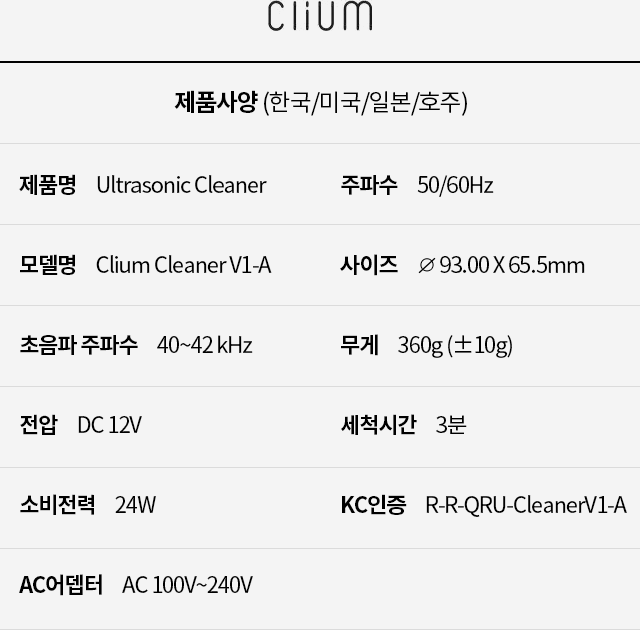 clium
제품사양 (한국/미국/일본/호주)
제품명 Ultrasonic Cleaner 주파수 50/60Hz
모델명 Clium Cleaner V1-A 사이즈 ∅ 93.00 X 65.5mm
초음파 주파수 40~42 kHz 무게 360g (±10g)
전압 DC 12V 세척시간 3분
소비전력 24W KC인증 R-R-QRU-CleanerV1-A
AC어뎁터 AC 100V~240V